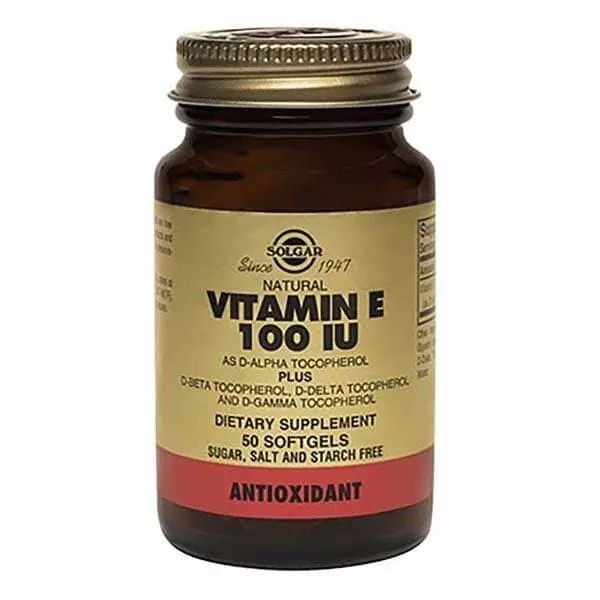 SOLGAR
Since 1947
NATURAL
VITAMIN E
100 IU
AS D-ALPHA TOCOPHEROL
PLUS
D-BETA TOCOPHEROL, D-DELTA TOCOPHEROL
AND D-GAMMA TOCOPHEROL
DIETARY SUPPLEMENT
50 SOFTGELS
SUGAR, SALT AND STARCH FREE
ANTIOXIDANT